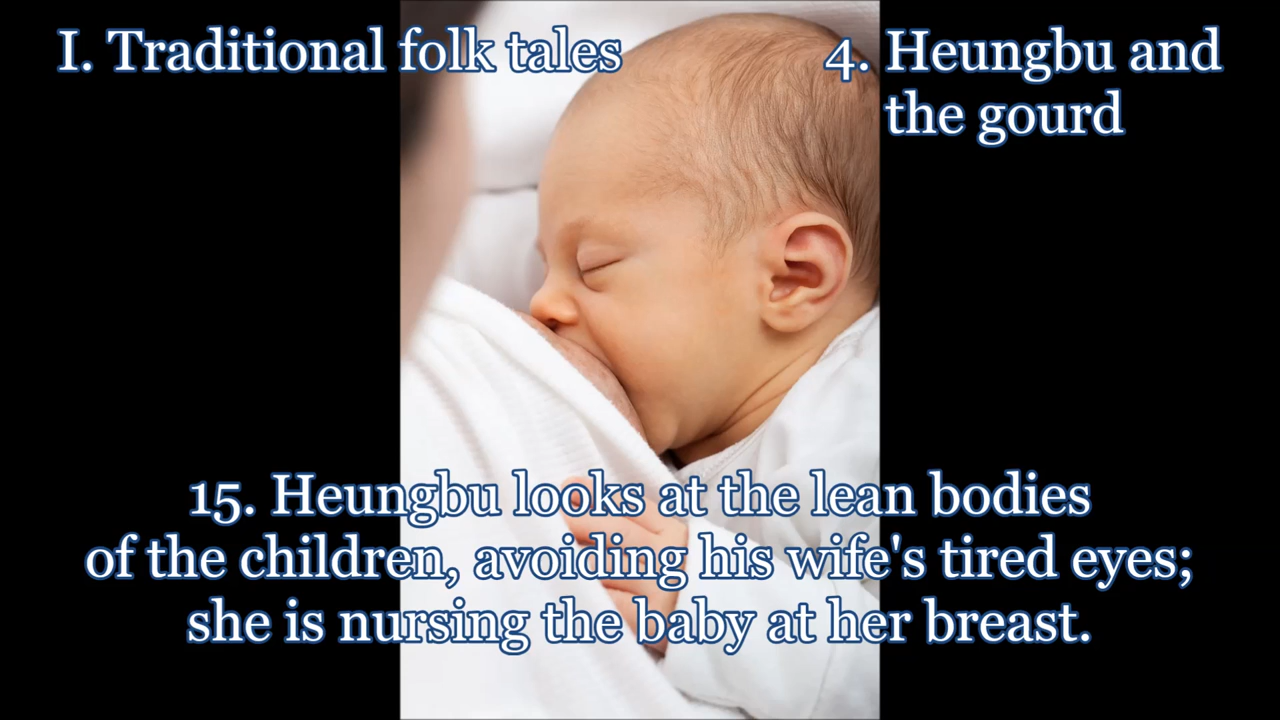 I. Traditional folk tales
4. Heungbu and
the gourd
15. Heungbu looks at the lean bodies
of the children, avoiding his wife's tired eyes;
she is nursing the baby at her breast.